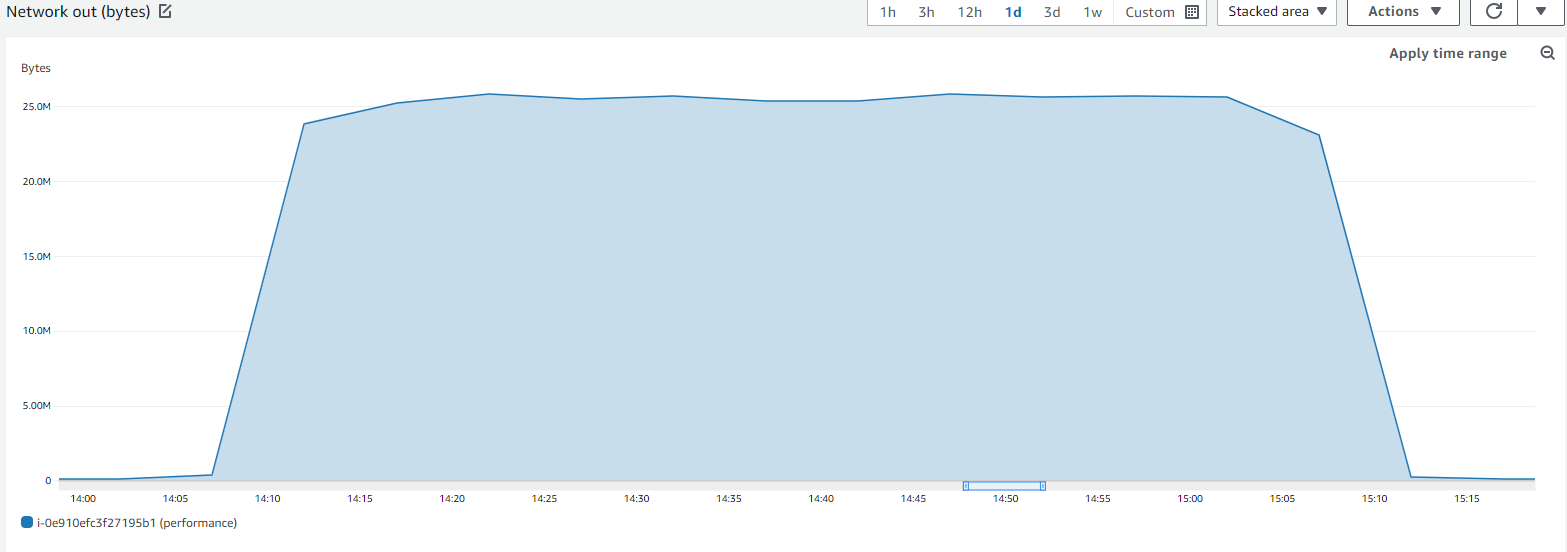 Network out (bytes)
1h 3h 12h 1d 3d 1w Custom Stacked area Actions
Apply time range
Bytes
25.0M
20.0M
15.0M
10.0M
5.00M
0
14:00 14:05 14:10 14:15 14:20 14:25 14:30 14:35 14:40 14:45 14:50 14:55 15:00 15:05 15:10 15:15
i-0e910efc3f27195b1 (performance)